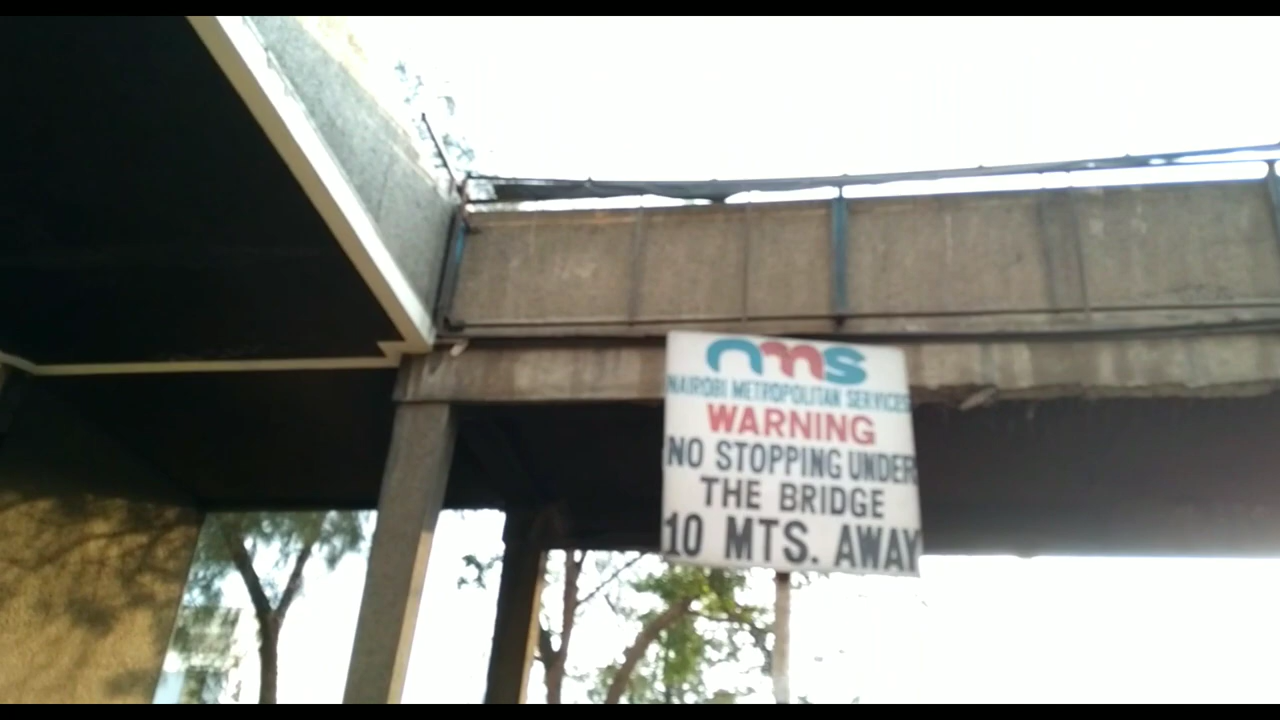 nms
NAIROBI METROPOLITAN SERVICES
WARNING
NO STOPPING UNDER
THE BRIDGE
10 MTS. AWAY